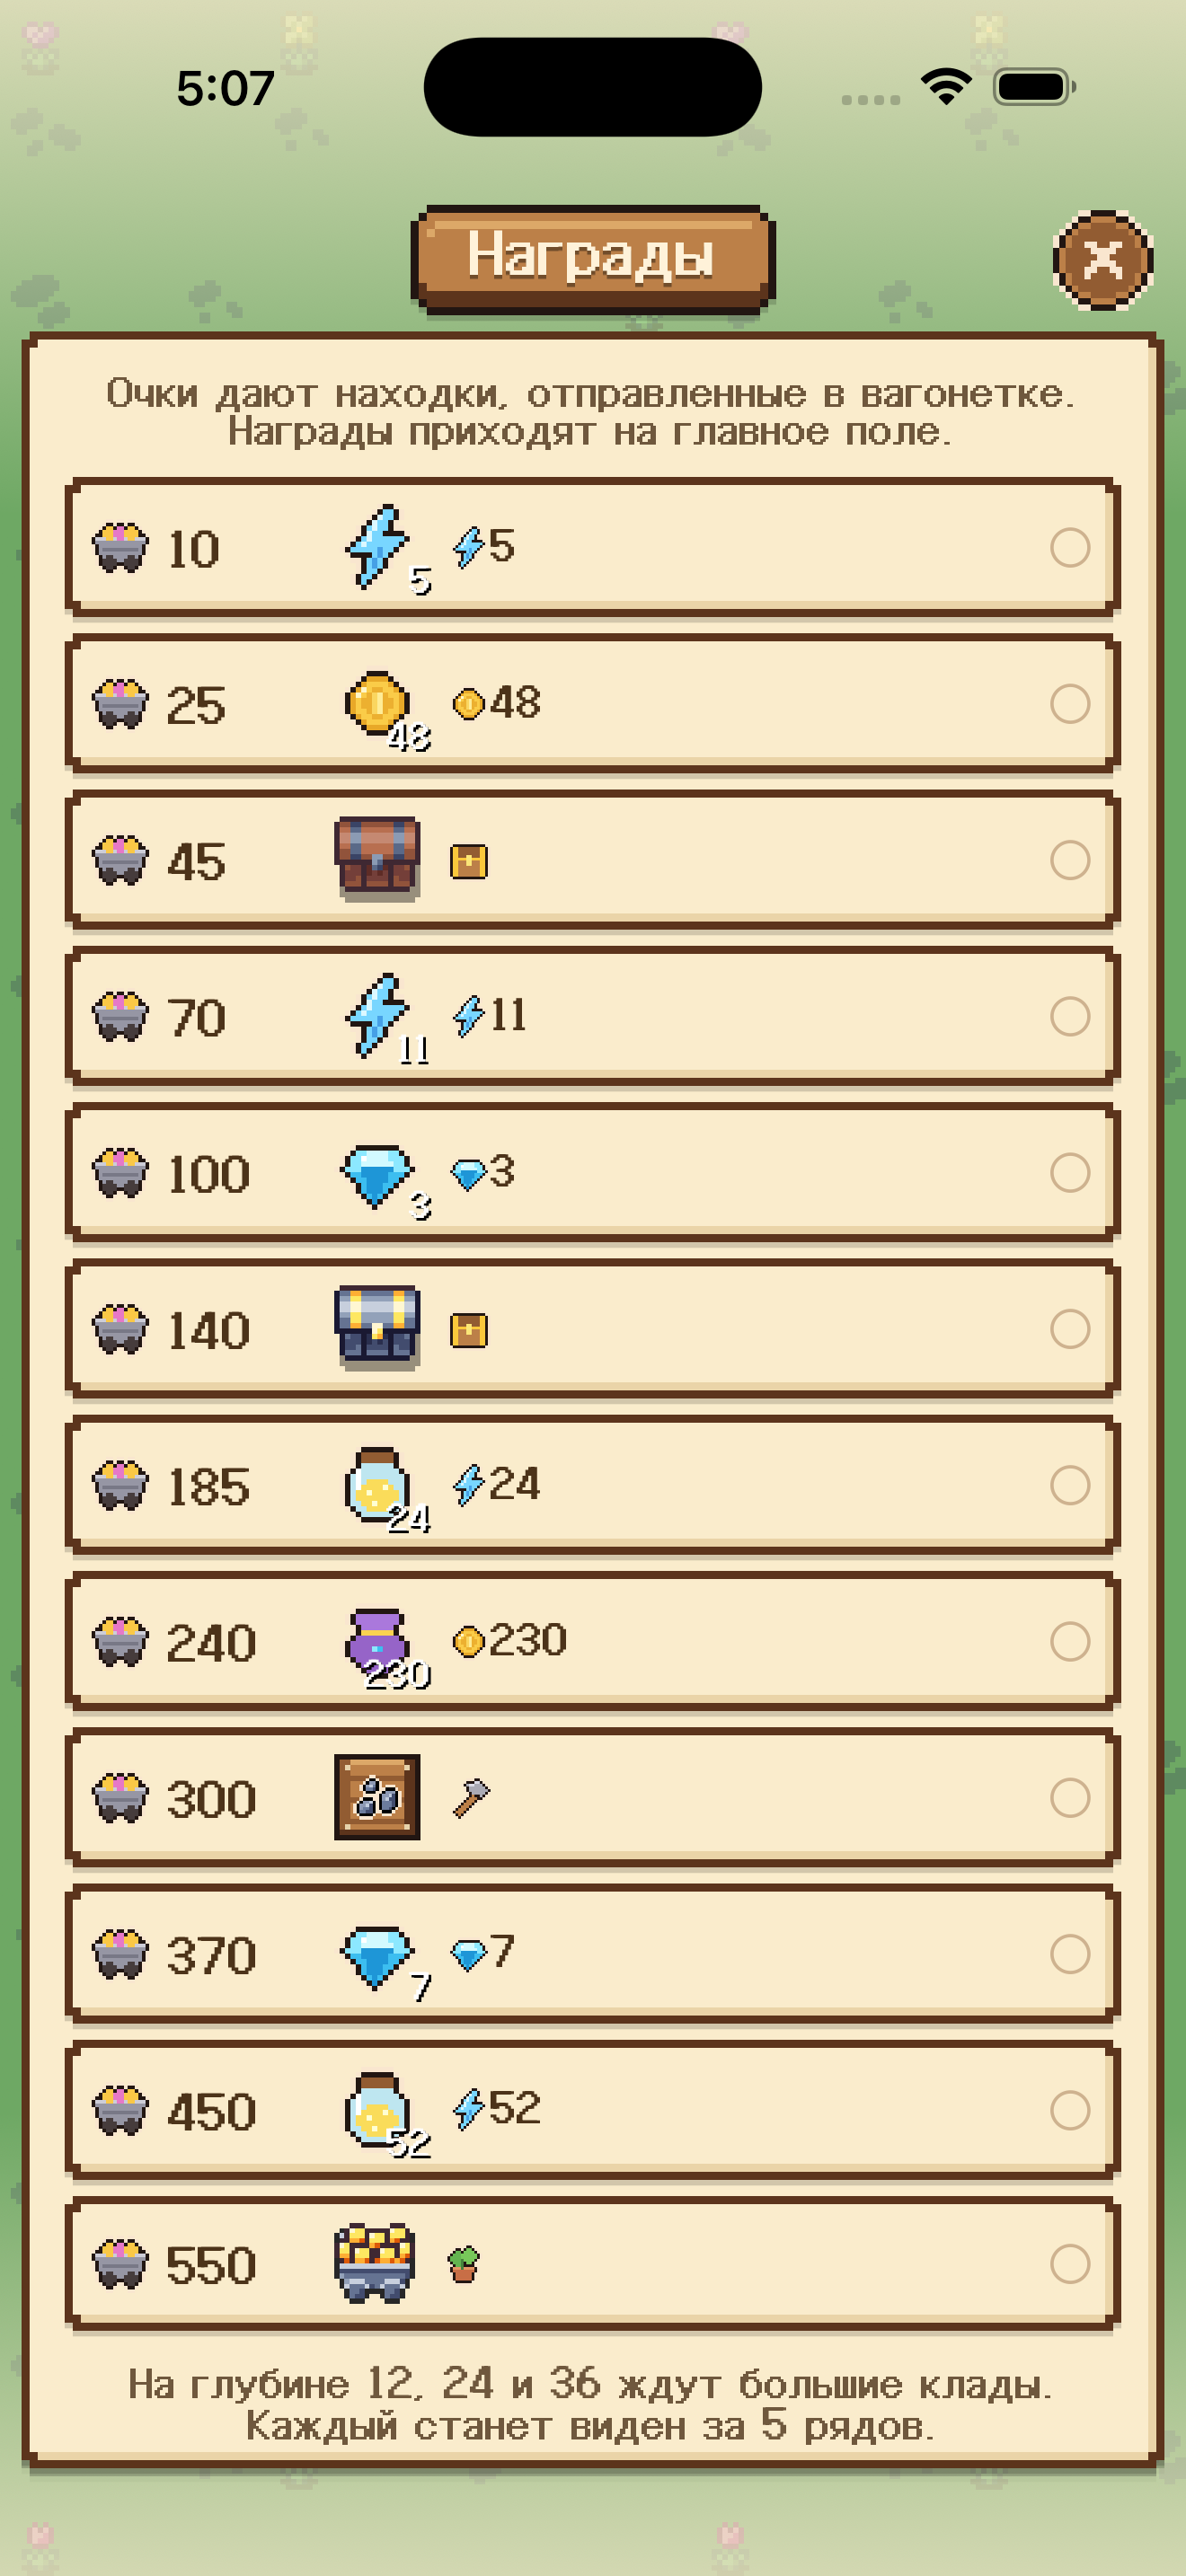 5:07
Награды
Очки дают находки, отправленные в вагонетке.
Награды приходят на главное поле.
10 5 5
25 48 48
45
70 11 11
100 3 3
140
185 24 24
240 230 230
300
370 7 7
450 52 52
550
На глубине 12, 24 и 36 ждут большие клады.
Каждый станет виден за 5 рядов.